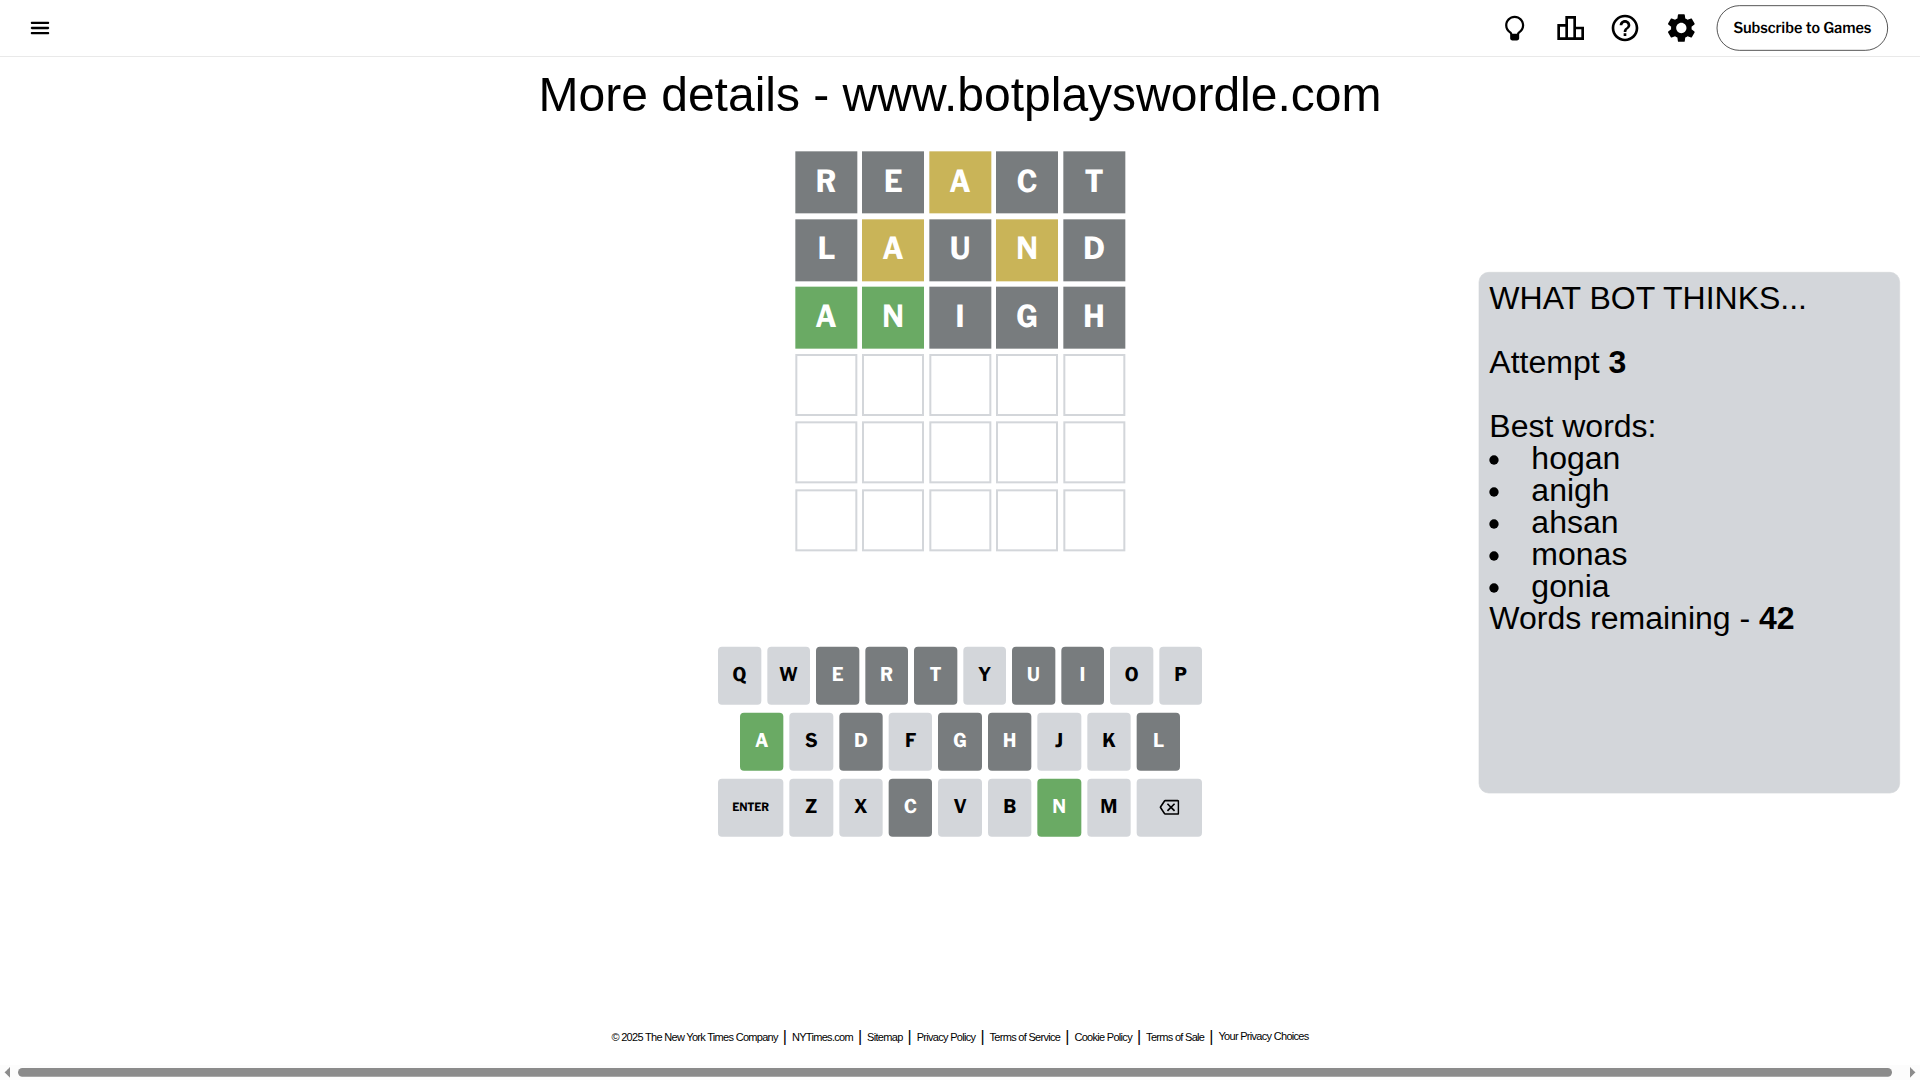 Subscribe to Games
More details - www.botplayswordle.com
R E A C T
L A U N D
A N I G H
WHAT BOT THINKS...
Attempt 3
Best words:
• hogan
• anigh
• ahsan
• monas
• gonia
Words remaining - 42
Q W E R T Y U I O P
A S D F G H J K L
ENTER Z X C V B N M
© 2025 The New York Times Company | NYTimes.com | Sitemap | Privacy Policy | Terms of Service | Cookie Policy | Terms of Sale | Your Privacy Choices